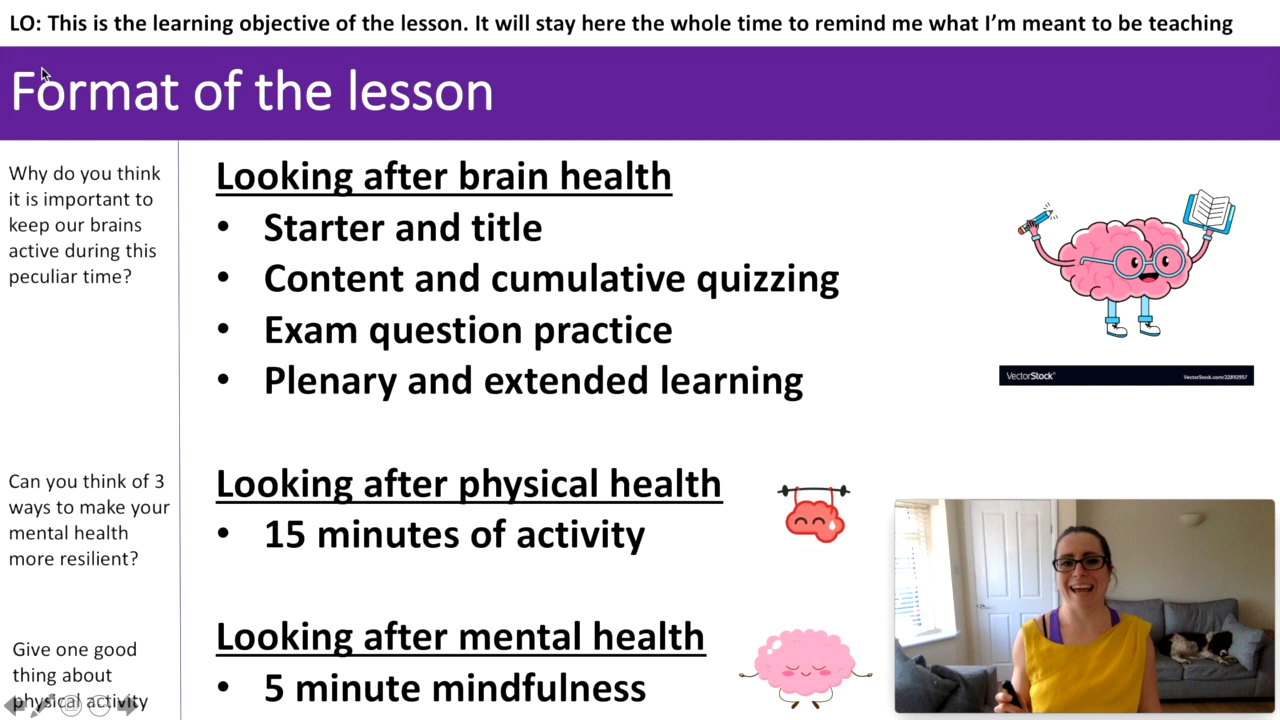 LO: This is the learning objective of the lesson. It will stay here the whole time to remind me what I’m meant to be teaching
Format of the lesson
Why do you think
it is important to
keep our brains
active during this
peculiar time?
Can you think of 3
ways to make your
mental health
more resilient?
Give one good
thing about
physical activity
Looking after brain health
• Starter and title
• Content and cumulative quizzing
• Exam question practice
• Plenary and extended learning
Looking after physical health
• 15 minutes of activity
Looking after mental health
• 5 minute mindfulness
VectorStock® VectorStock.com/22892957